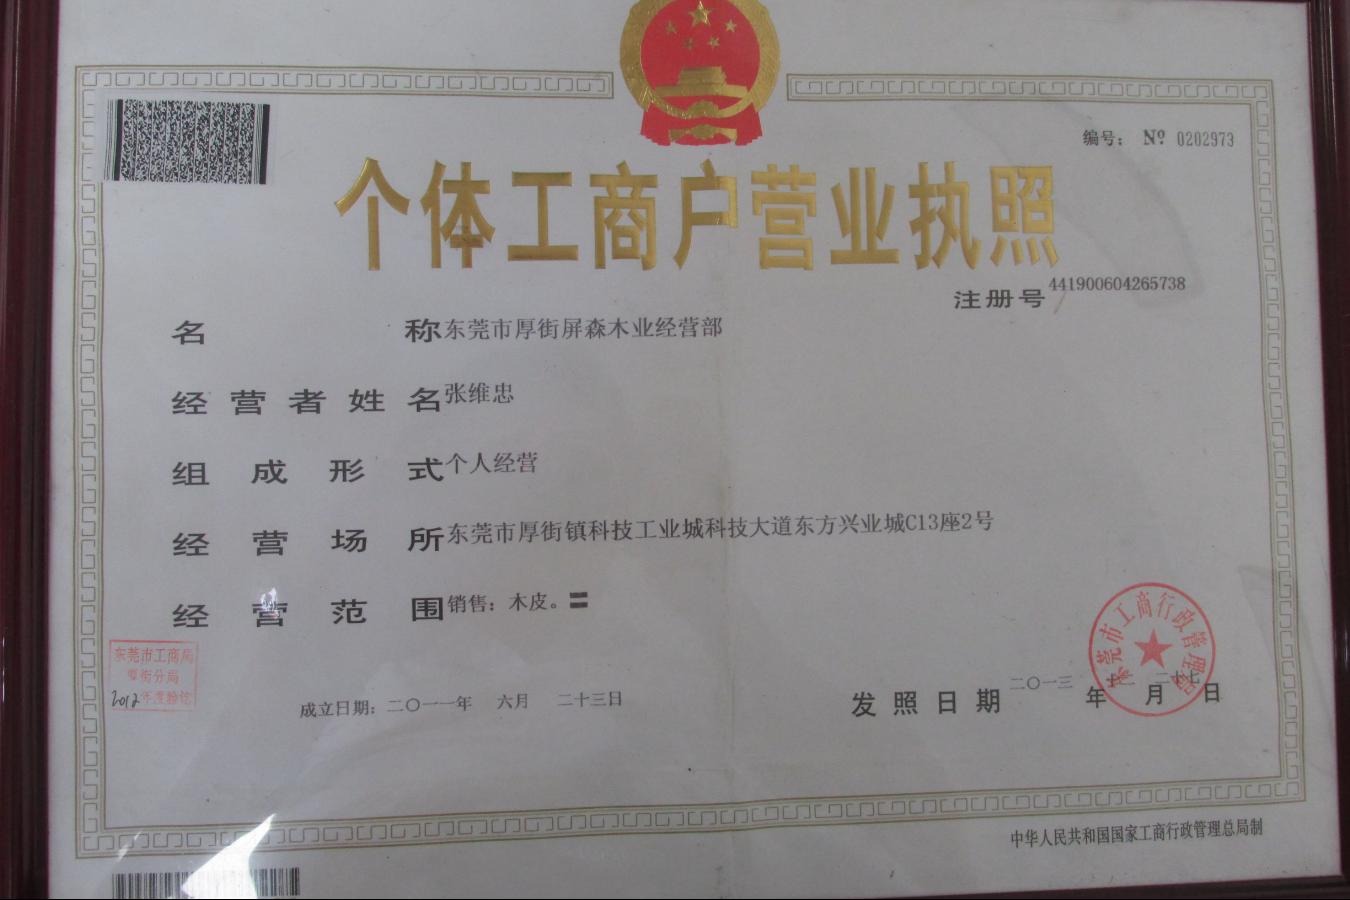 编号： Nº 0202973
个体工商户营业执照
注册号 441900604265738
名称 东莞市厚街屏森木业经营部
经营者姓名 张维忠
组成形式 个人经营
经营场所 东莞市厚街镇科技工业城科技大道东方兴业城C13座2号
经营范围 销售：木皮。〓
东莞市工商局
厚街分局
2012年度验讫
成立日期：二〇一一年 六月 二十三日
发照日期 二〇一三年 月 二十七日
东莞市工商行政管理局
中华人民共和国国家工商行政管理总局制